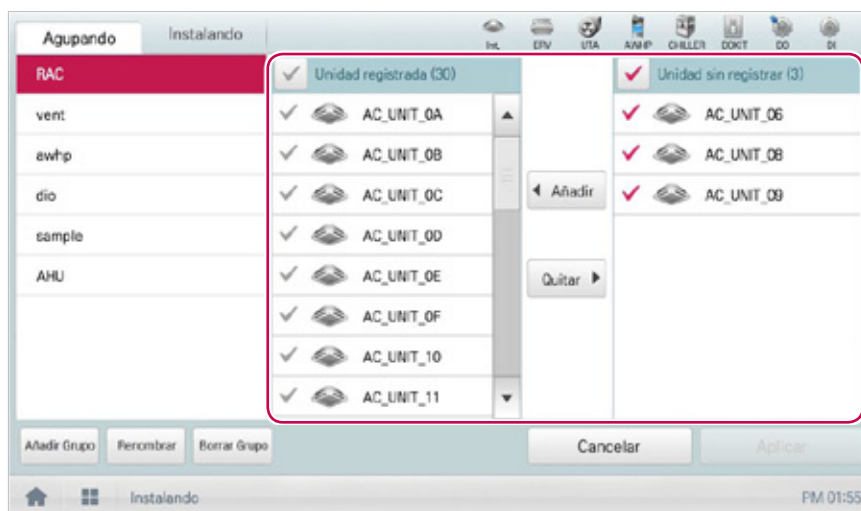 Agupando
Instalando
Int.
ERV
UTA
AWHP
CHILLER
DOKIT
DO
DI
RAC
vent
awhp
dio
sample
AHU
Unidad registrada (30)
AC_UNIT_0A
AC_UNIT_0B
AC_UNIT_0C
AC_UNIT_0D
AC_UNIT_0E
AC_UNIT_0F
AC_UNIT_10
AC_UNIT_11
Añadir
Quitar
Unidad sin registrar (3)
AC_UNIT_06
AC_UNIT_08
AC_UNIT_09
Añadir Grupo
Renombrar
Borrar Grupo
Cancelar
Aplicar
Instalando
PM 01:55